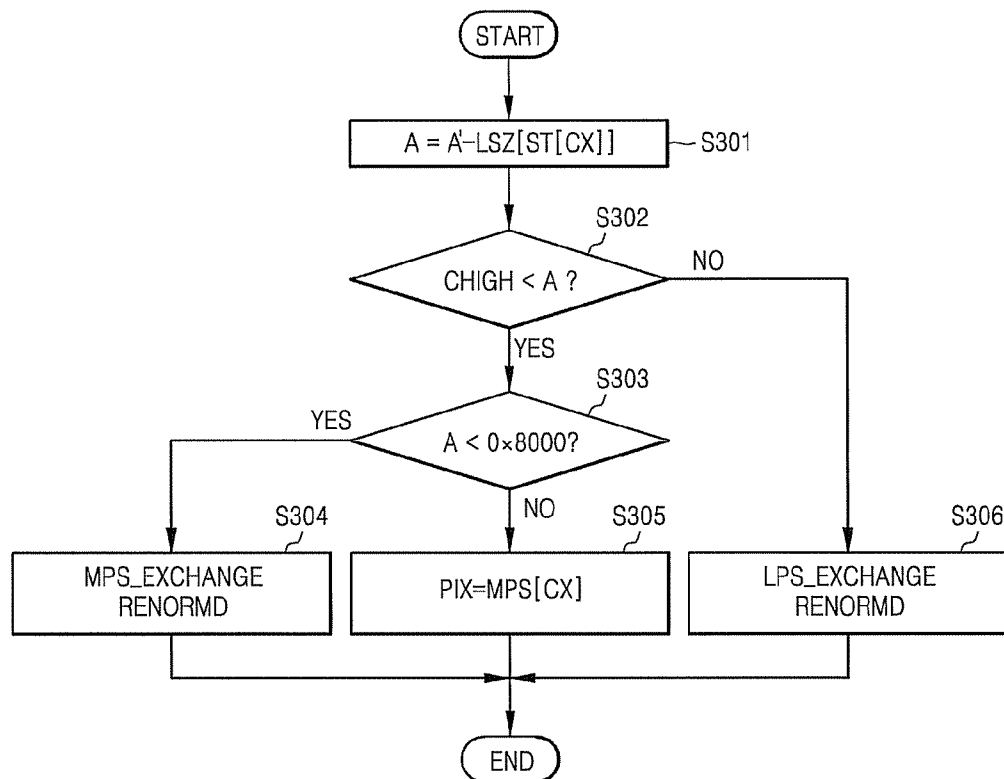 START
A = A'-LSZ[ST[CX]]
S301
S302
CHIGH < A ?
NO
YES
S303
YES
A < 0×8000?
NO
S304
S305
S306
MPS_EXCHANGE
RENORMD
PIX=MPS[CX]
LPS_EXCHANGE
RENORMD
END